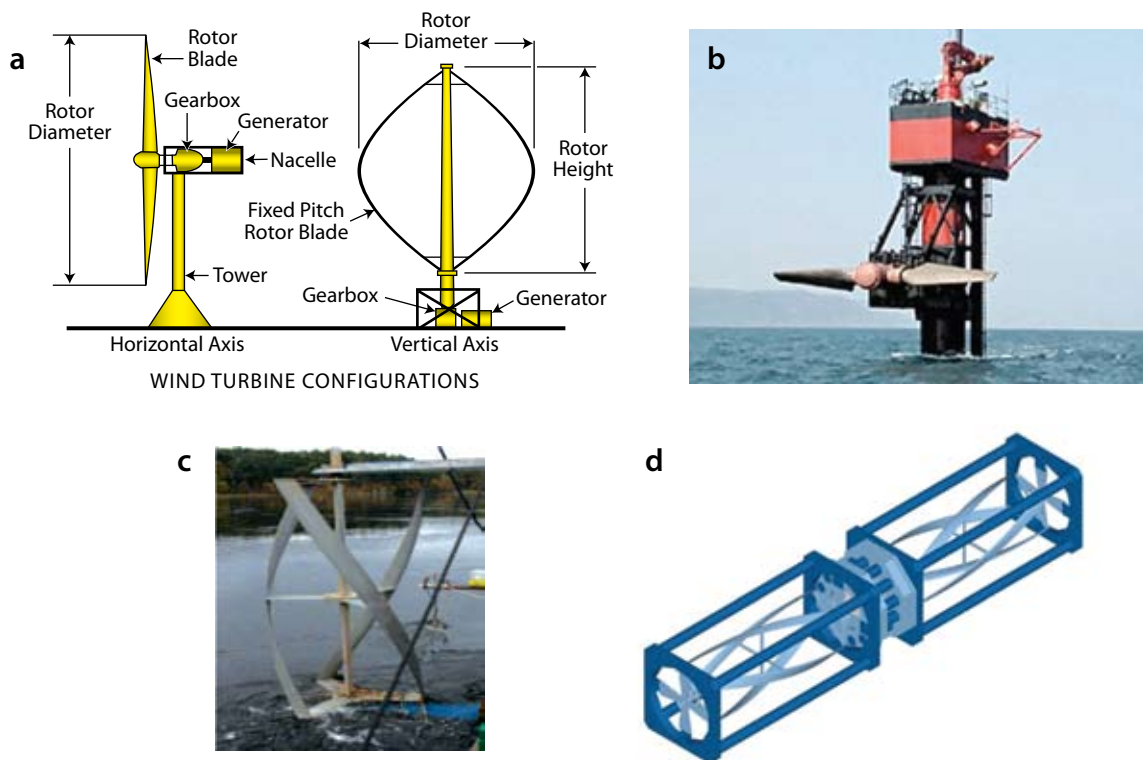 a
Rotor
Blade
Gearbox
Generator
Rotor
Diameter
Nacelle
Tower
Horizontal Axis
Rotor
Diameter
Rotor
Height
Fixed Pitch
Rotor Blade
Gearbox
Generator
Vertical Axis
WIND TURBINE CONFIGURATIONS
b
c
d